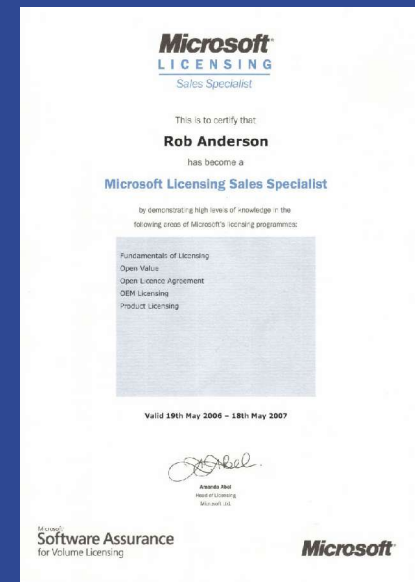 Microsoft
LICENSING
Sales Specialist
This is to certify that
Rob Anderson
has become a
Microsoft Licensing Sales Specialist
by demonstrating high levels of knowledge in the
following areas of Microsoft's licensing programmes:
Fundamentals of Licensing
Open Value
Open Licence Agreement
OEM Licensing
Product Licensing
Valid 19th May 2006 – 18th May 2007
Amanda Abel
Head of Licensing
Microsoft Ltd
Microsoft
Software Assurance
for Volume Licensing
Microsoft